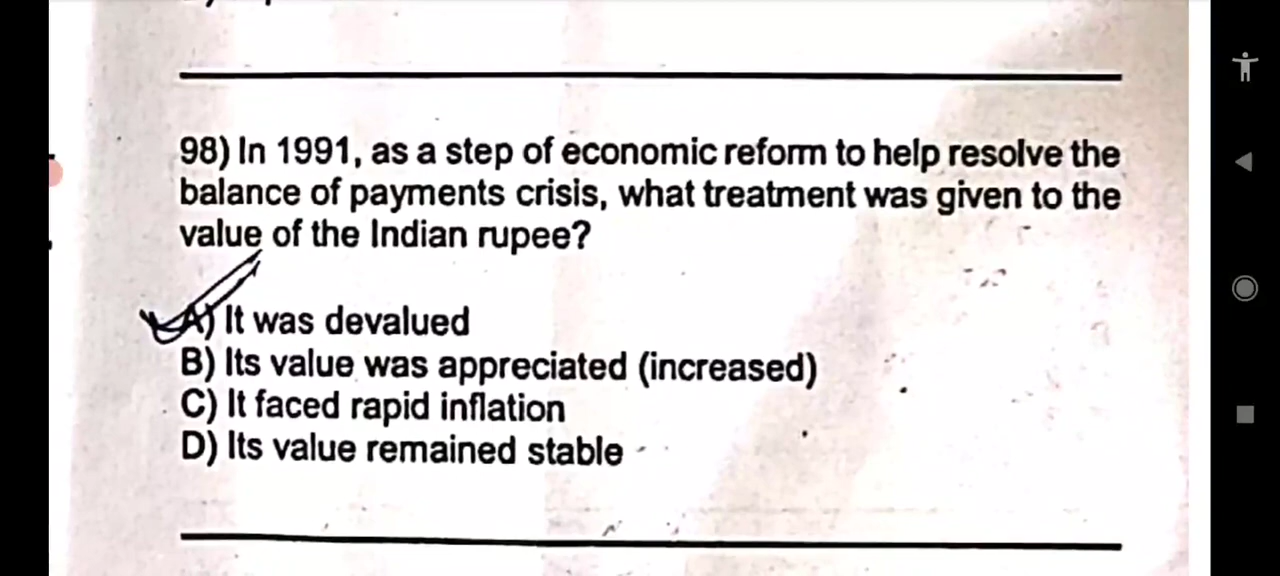 98) In 1991, as a step of economic reform to help resolve the
balance of payments crisis, what treatment was given to the
value of the Indian rupee?
A) It was devalued
B) Its value was appreciated (increased)
C) It faced rapid inflation
D) Its value remained stable